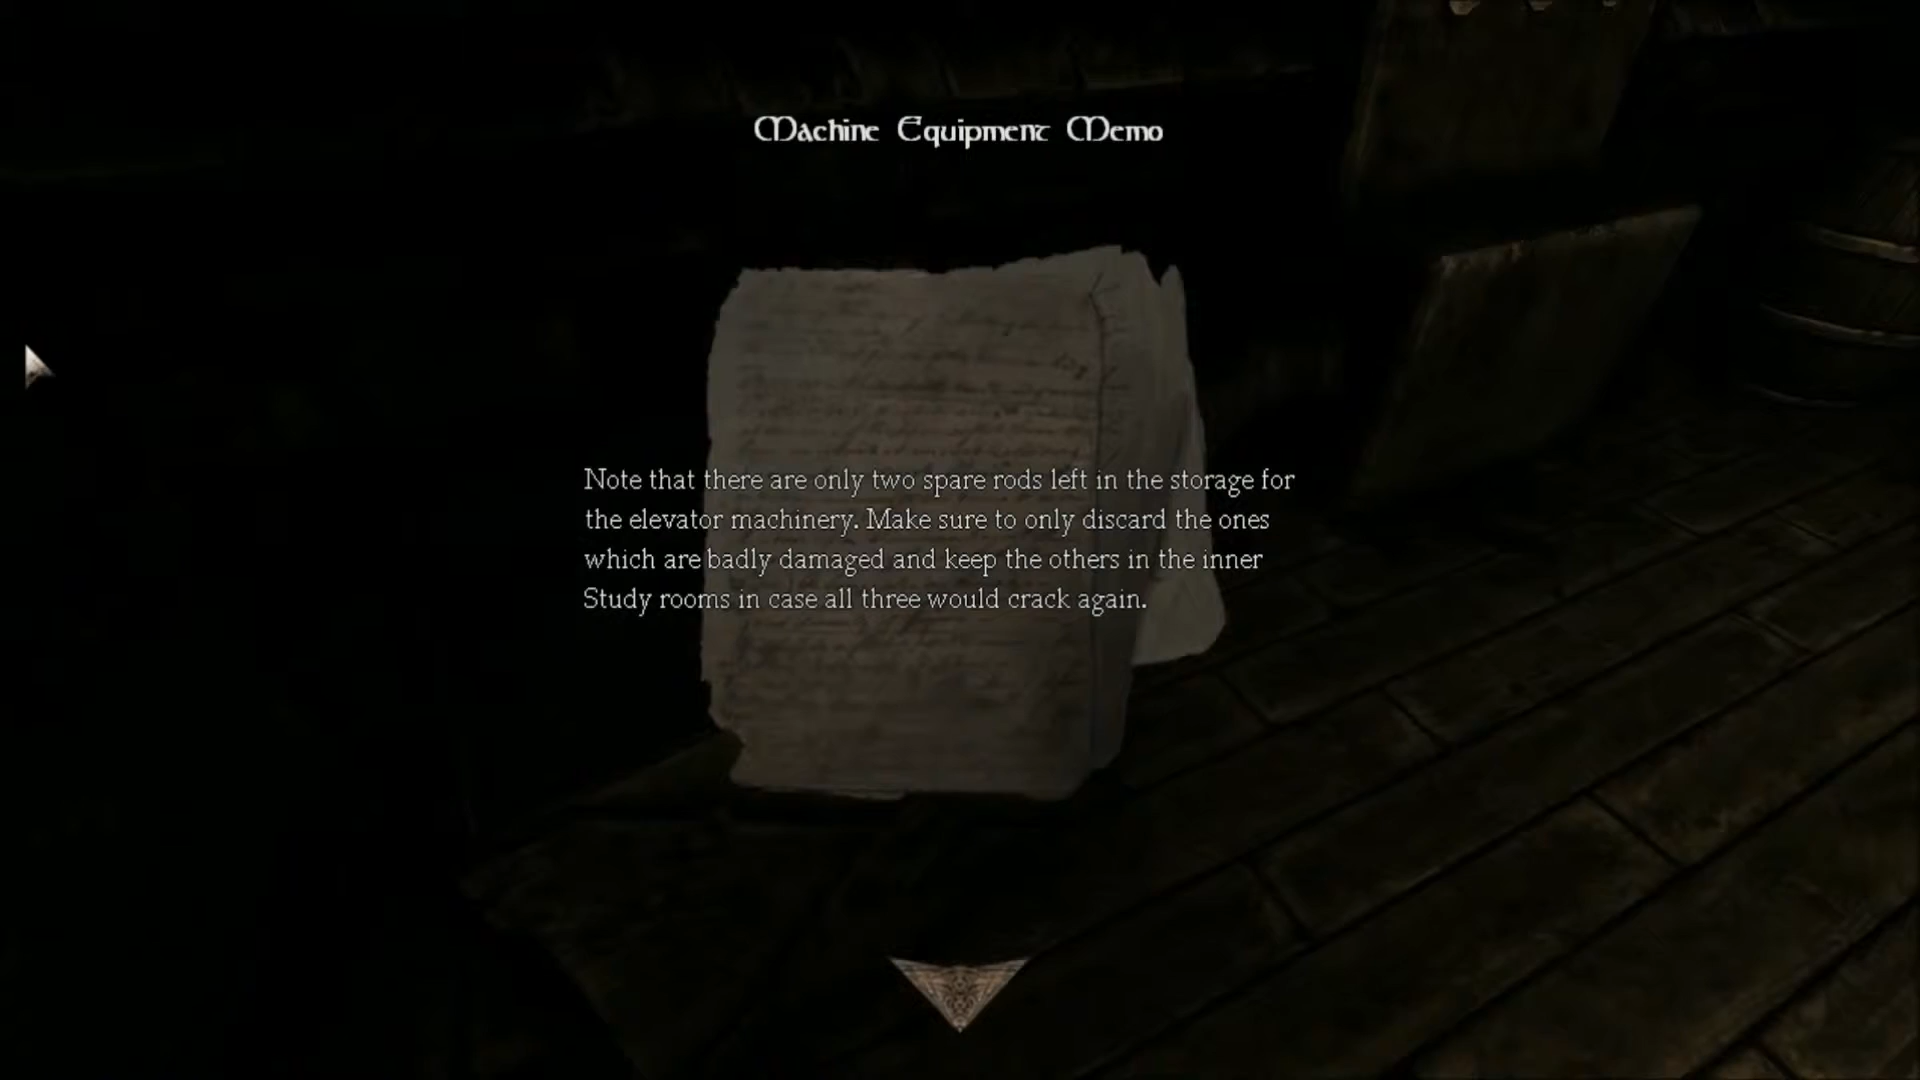 Machine Equipment Memo
Note that there are only two spare rods left in the storage for
the elevator machinery. Make sure to only discard the ones
which are badly damaged and keep the others in the inner
Study rooms in case all three would crack again.